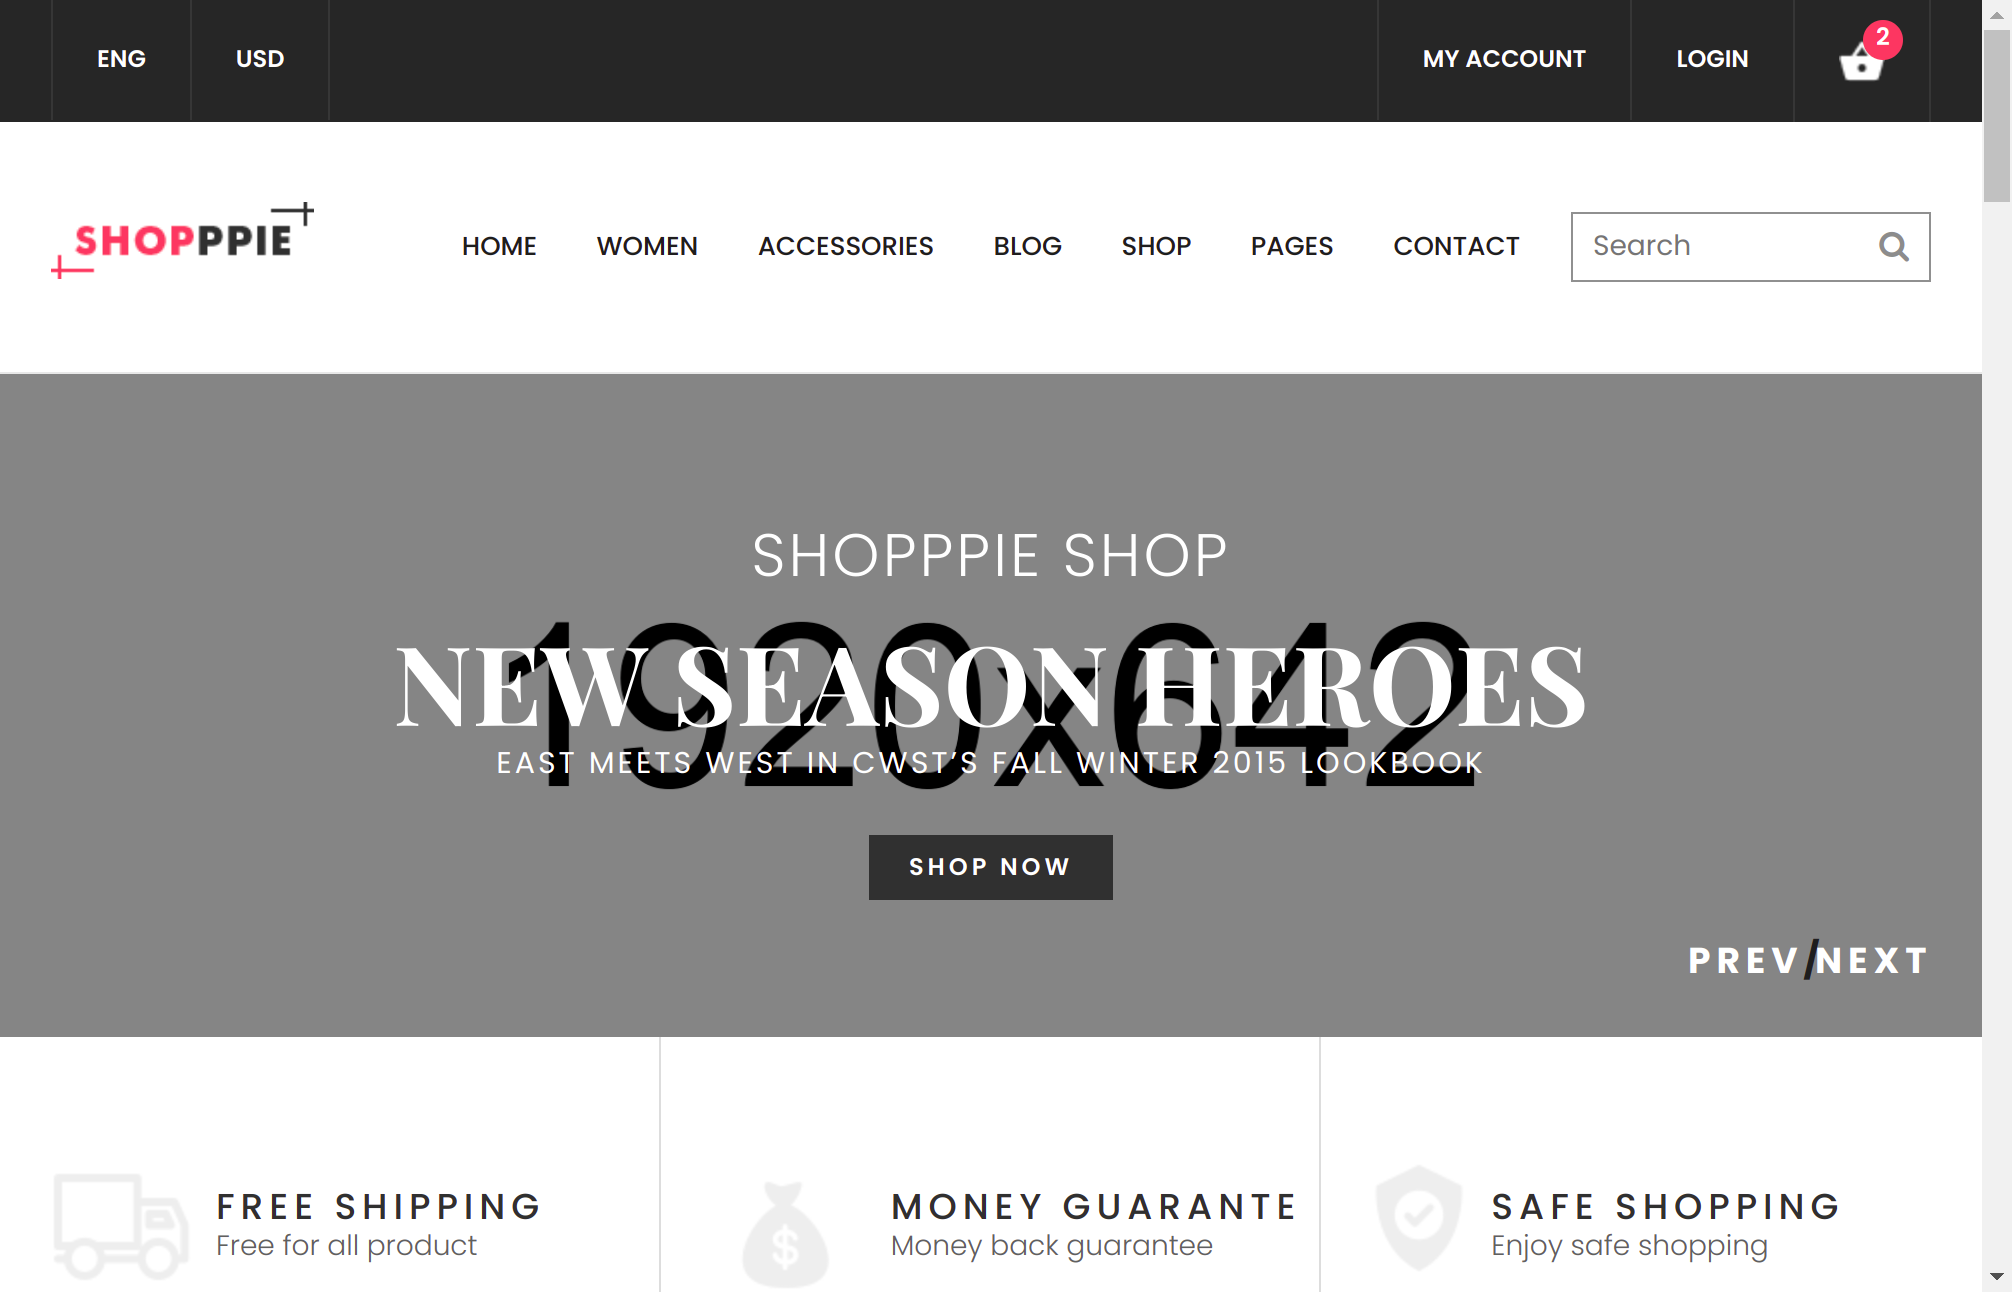 ENG USD MY ACCOUNT LOGIN 2
SHOPPPIE HOME WOMEN ACCESSORIES BLOG SHOP PAGES CONTACT Search
SHOPPPIE SHOP
1920x642
NEW SEASON HEROES
EAST MEETS WEST IN CWST'S FALL WINTER 2015 LOOKBOOK
SHOP NOW
PREV/NEXT
FREE SHIPPING
Free for all product
$
MONEY GUARANTE
Money back guarantee
SAFE SHOPPING
Enjoy safe shopping